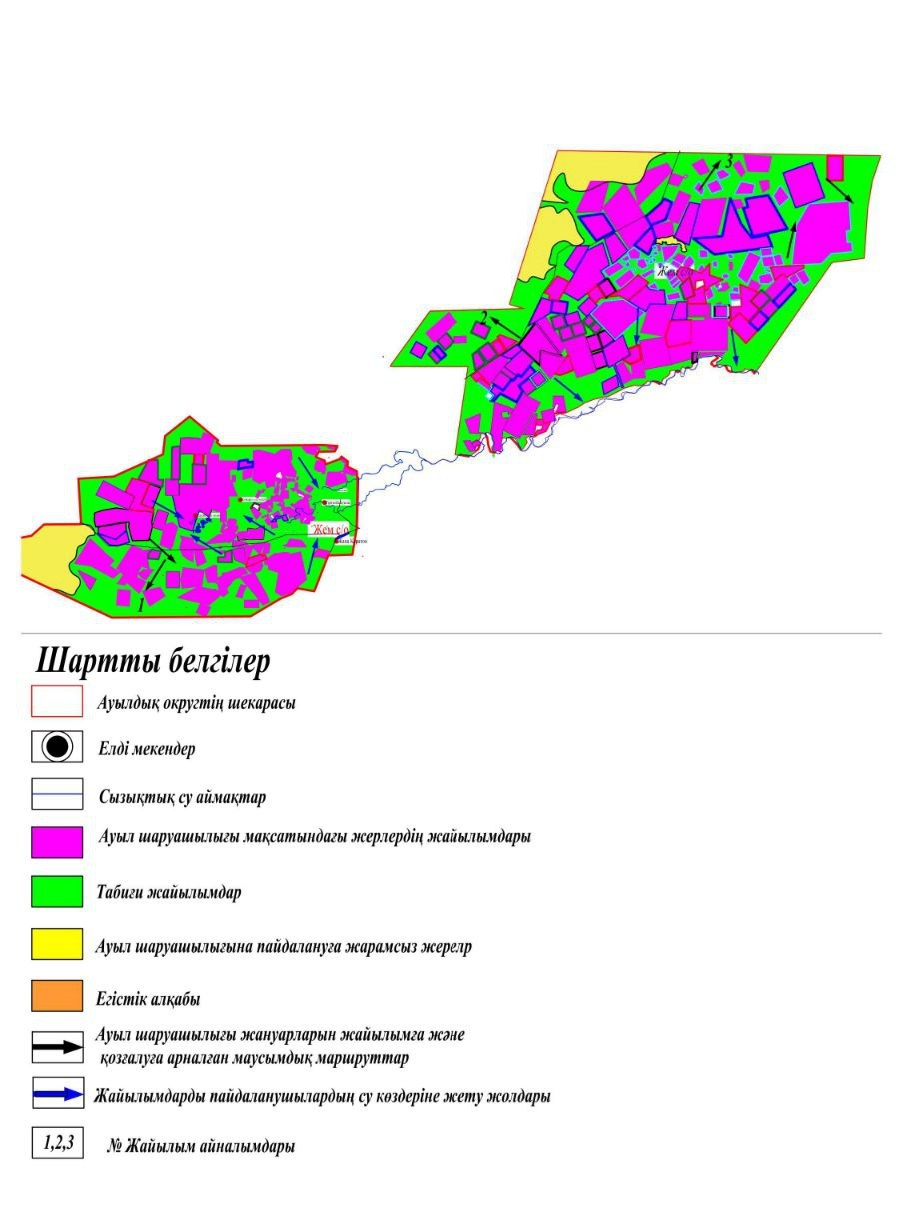 3
Жем с/о
2
Жем с/о
1
Шартты белгілер
Ауылдық округтің шекарасы
Елді мекендер
Сызықтық су аймақтар
Ауыл шаруашылығы мақсатындағы жерлердің жайылымдары
Табиғи жайылымдар
Ауыл шаруашылығына пайдалануға жарамсыз жерелр
Егістік алқабы
Ауыл шаруашылығы жануарларын жайылымға және
қозғалуға арналған маусымдық маршруттар
Жайылымдарды пайдаланушылардың су көздеріне жету жолдары
1,2,3 № Жайылым айналымдары